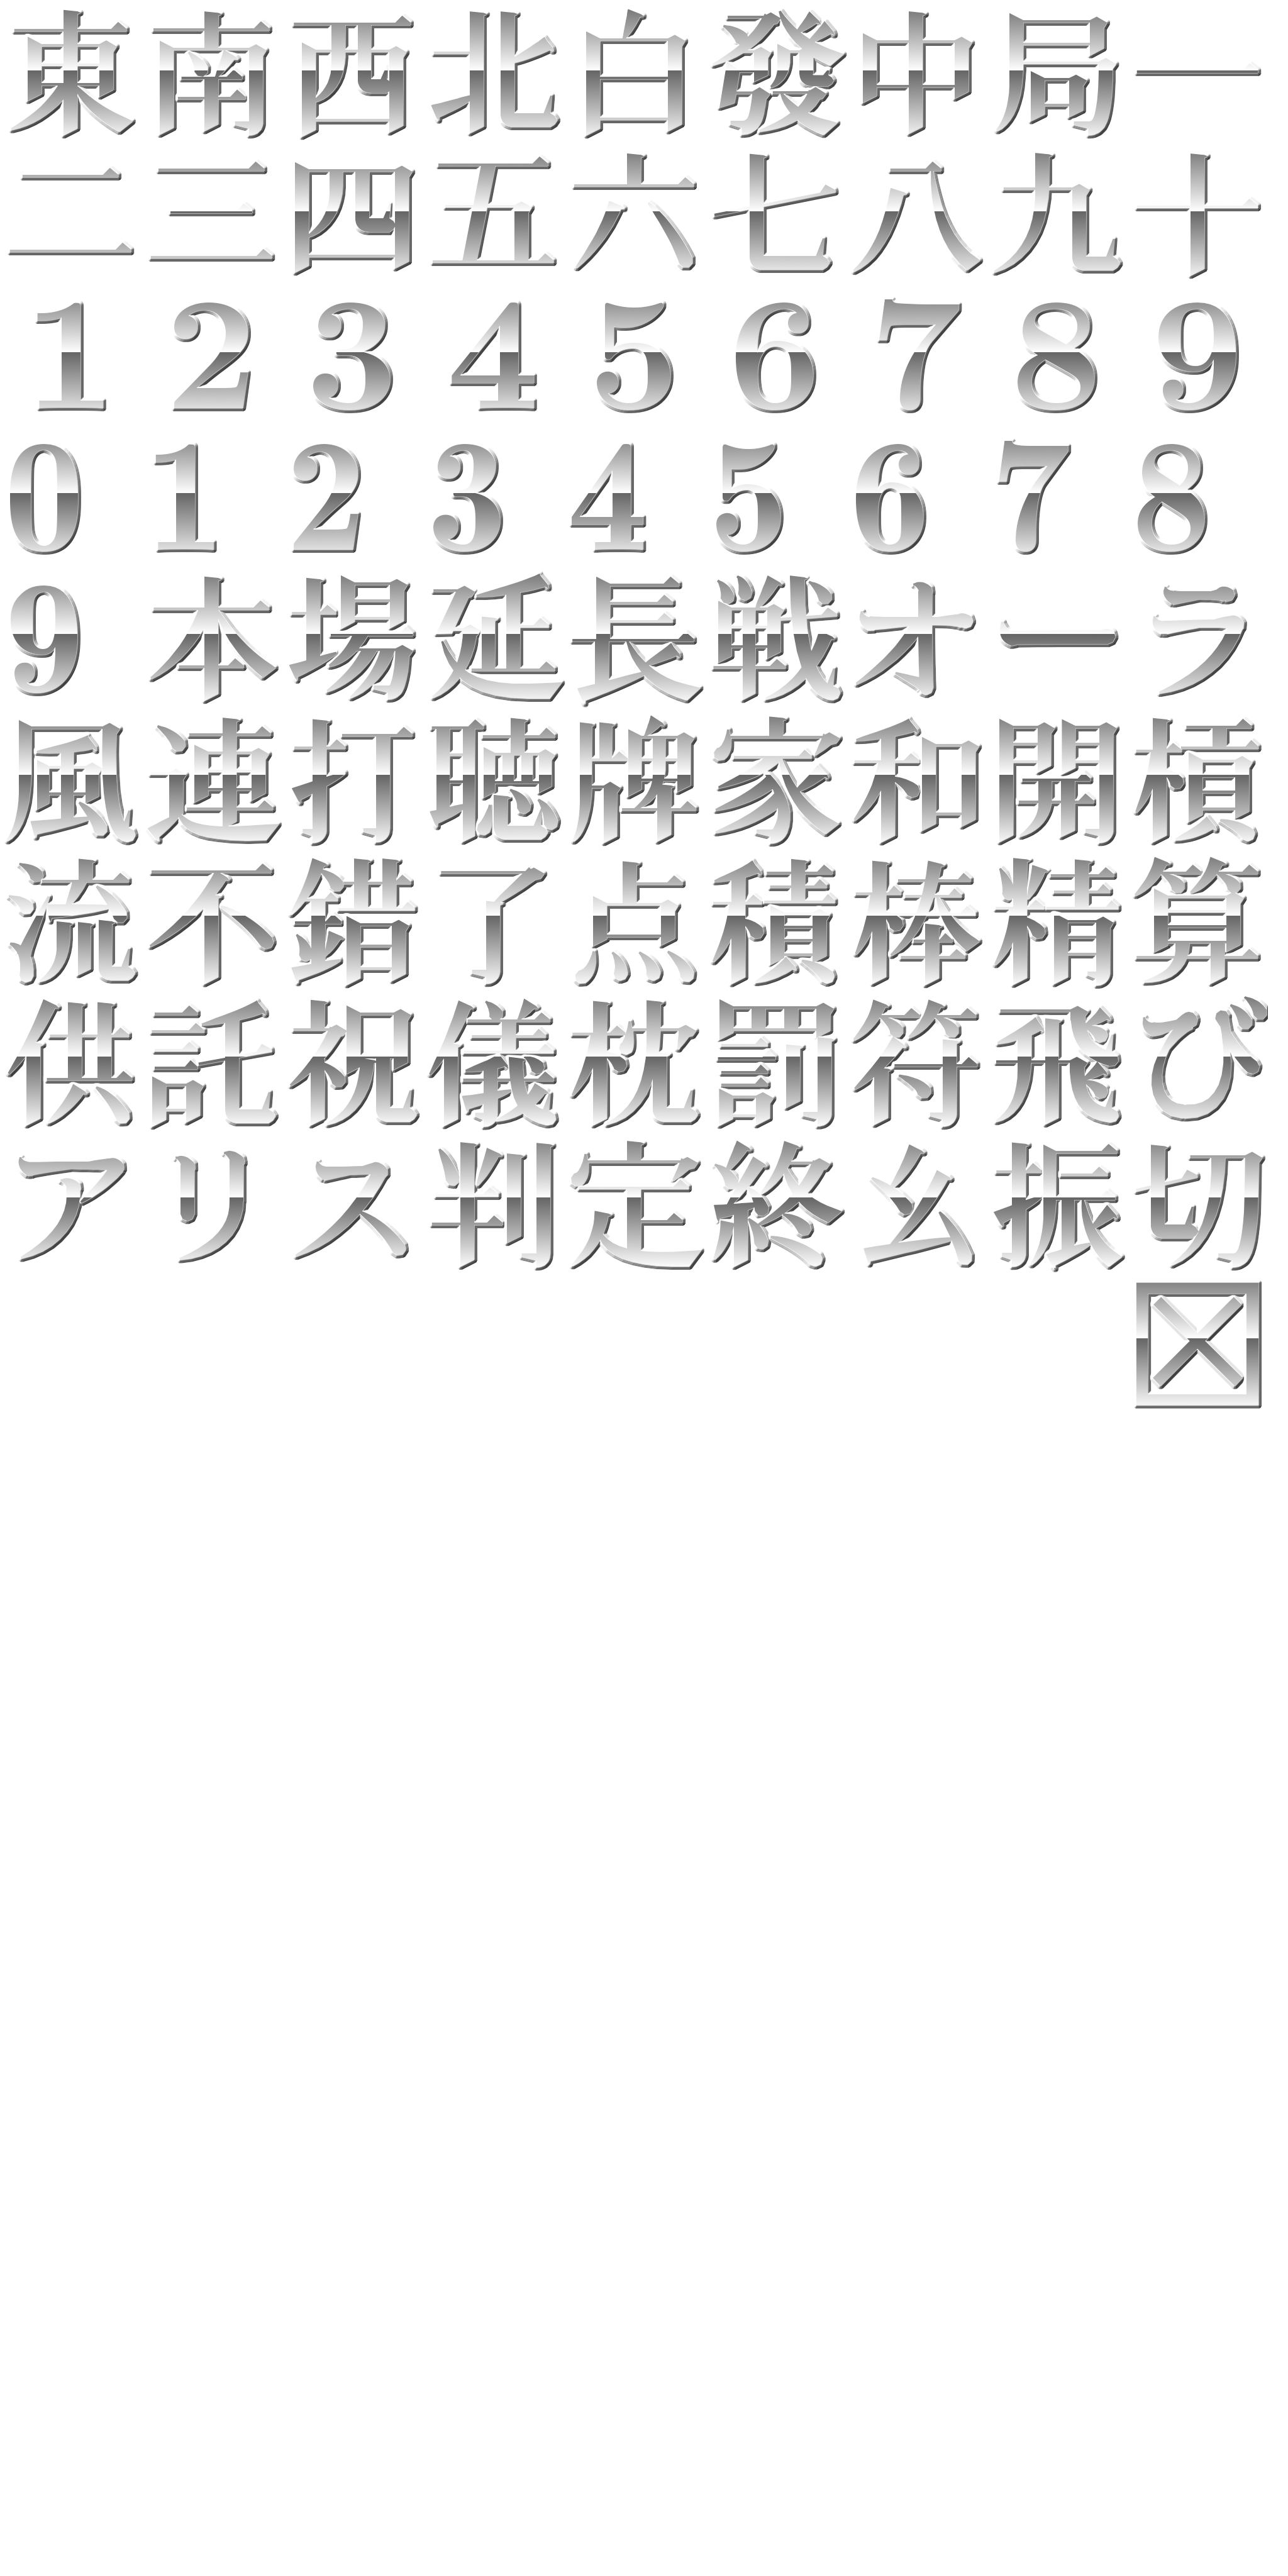 東南西北白發中局一
二三四五六七八九十
123456789
012345678
9本場延長戦オーラ
風連打聴牌家和開槓
流不錯了点積棒精算
供託祝儀枕罰符飛び
アリス判定終幺振切